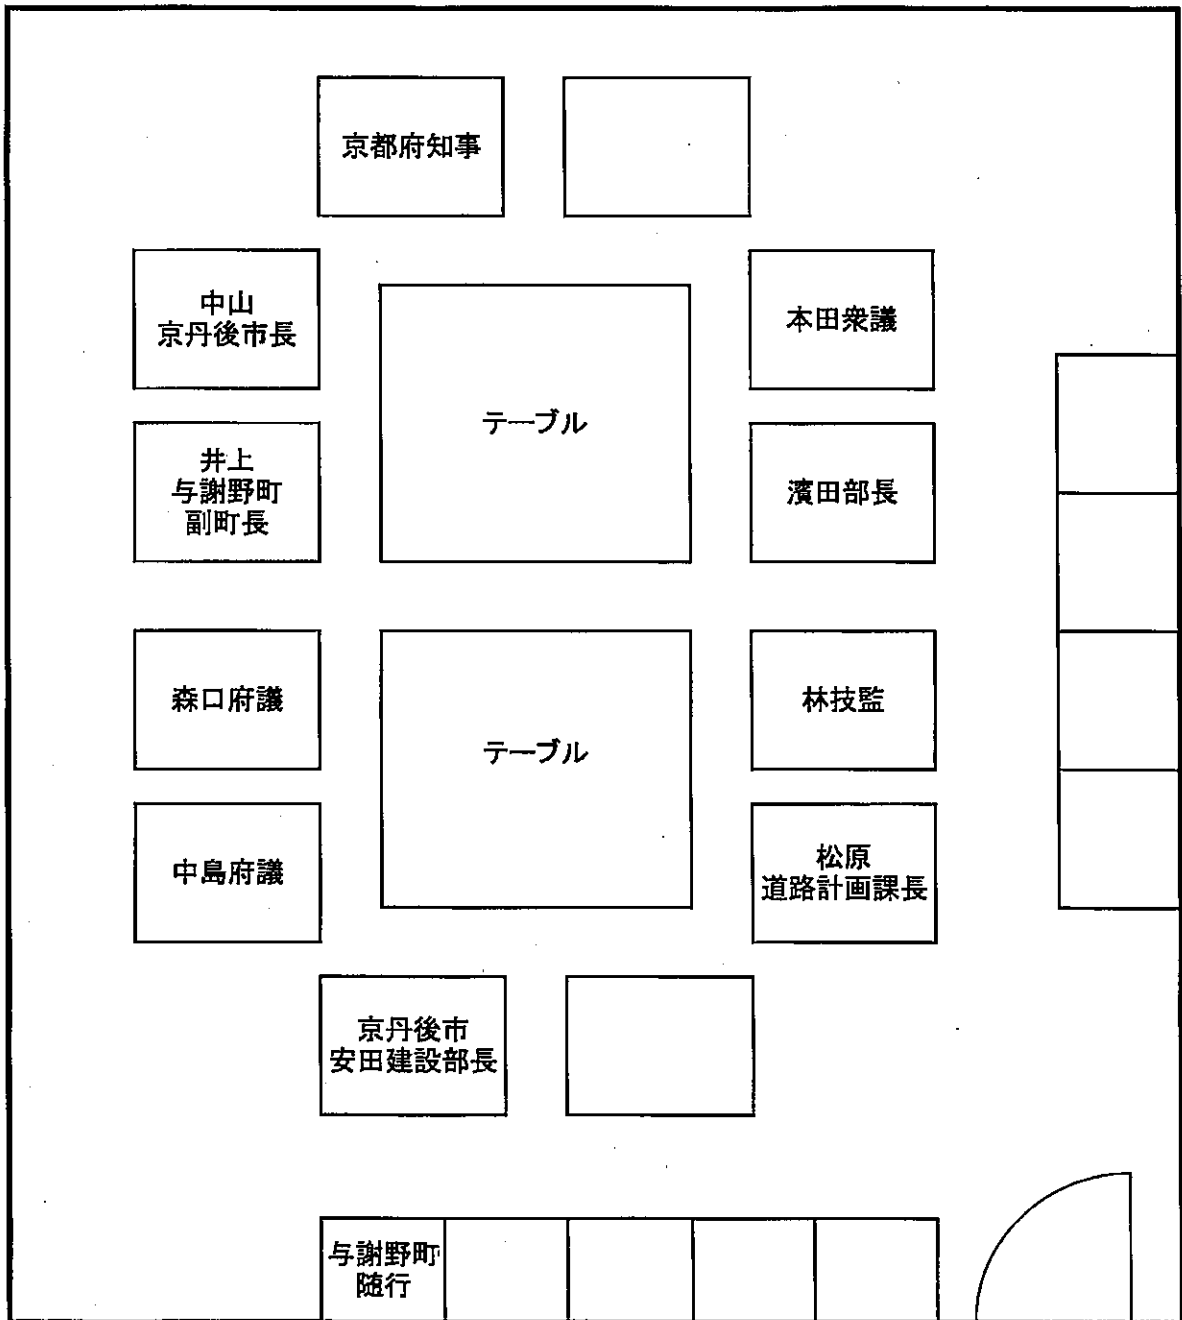 京都府知事
中山
京丹後市長
本田衆議
テーブル
井上
与謝野町
副町長
濱田部長
森口府議
テーブル
林技監
中島府議
松原
道路計画課長
京丹後市
安田建設部長
与謝野町
随行